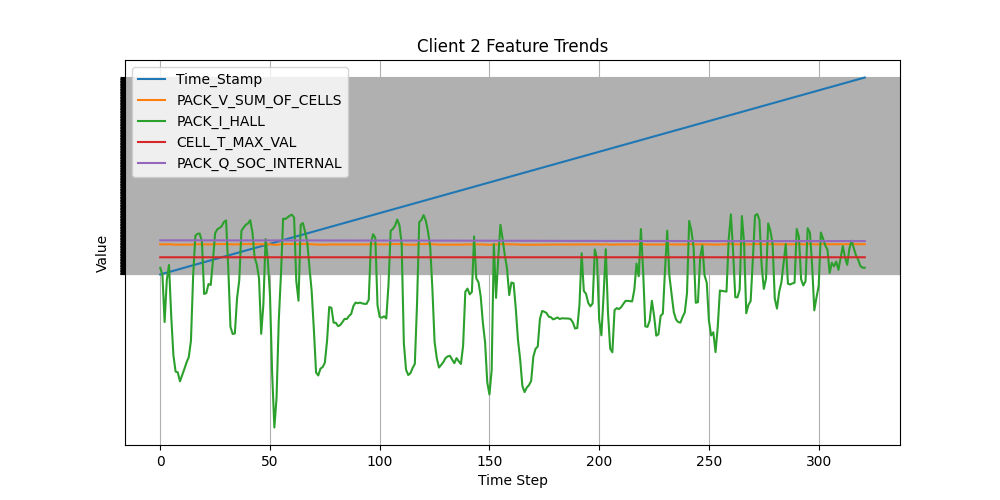 Client 2 Feature Trends
Time_Stamp
PACK_V_SUM_OF_CELLS
PACK_I_HALL
CELL_T_MAX_VAL
PACK_Q_SOC_INTERNAL
Value
0 50 100 150 200 250 300
Time Step